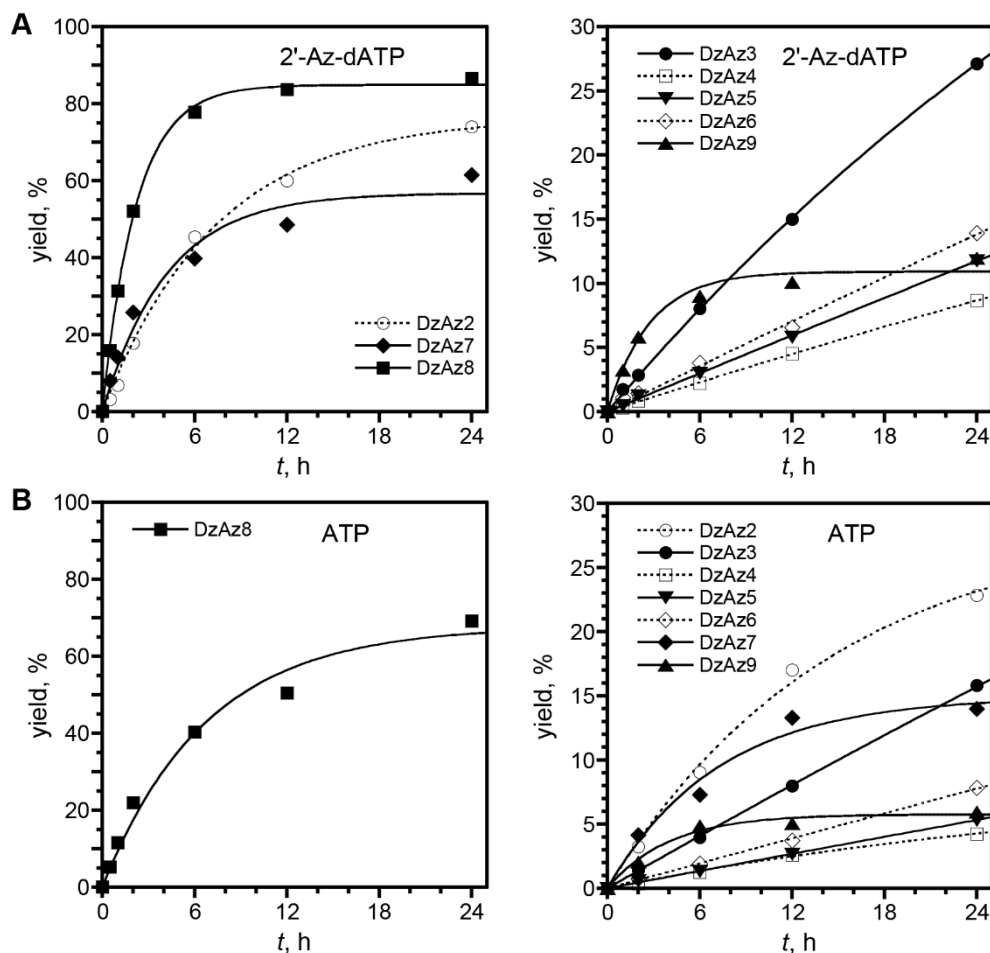 A
100
80
60
40
20
0
yield, %
2'-Az-dATP
DzAz2
DzAz7
DzAz8
0 6 12 18 24
t, h
30
25
20
15
10
5
0
yield, %
DzAz3
DzAz4
DzAz5
DzAz6
DzAz9
2'-Az-dATP
0 6 12 18 24
t, h
B
100
80
60
40
20
0
yield, %
DzAz8
ATP
0 6 12 18 24
t, h
30
25
20
15
10
5
0
yield, %
DzAz2
DzAz3
DzAz4
DzAz5
DzAz6
DzAz7
DzAz9
ATP
0 6 12 18 24
t, h